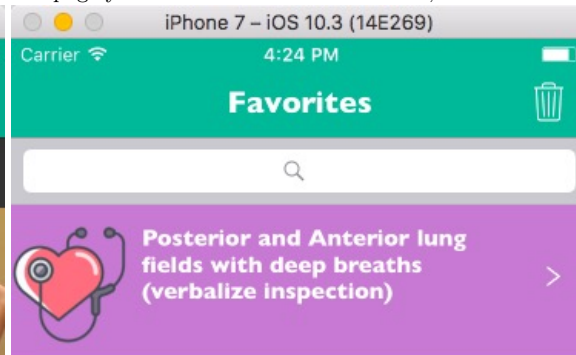 iPhone 7 – iOS 10.3 (14E269)
Carrier 4:24 PM
Favorites
Posterior and Anterior lung
fields with deep breaths
(verbalize inspection)